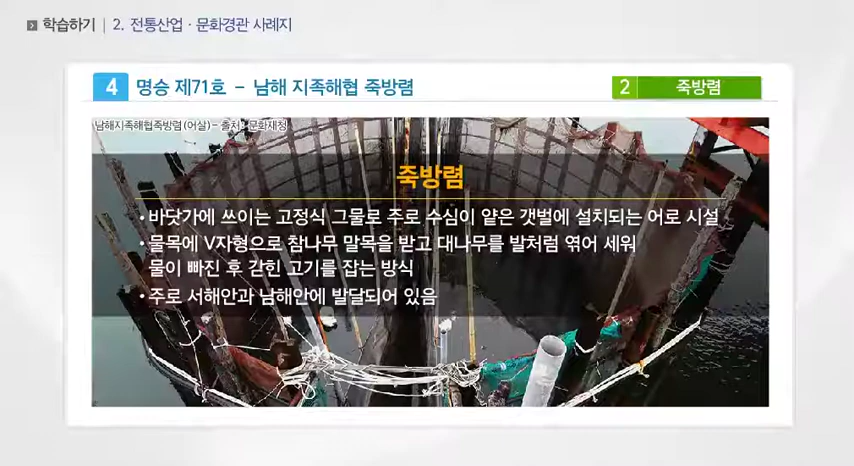 학습하기 | 2. 전통산업 · 문화경관 사례지
4 명승 제71호 – 남해 지족해협 죽방렴
2 죽방렴
남해지족해협죽방렴(어살) – 출처 : 문화재청
죽방렴
• 바닷가에 쓰이는 고정식 그물로 주로 수심이 얕은 갯벌에 설치되는 어로 시설
• 물목에 V자형으로 참나무 말목을 받고 대나무를 발처럼 엮어 세워
물이 빠진 후 갇힌 고기를 잡는 방식
• 주로 서해안과 남해안에 발달되어 있음